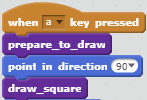 when a key pressed
prepare_to_draw
point in direction 90
draw_square